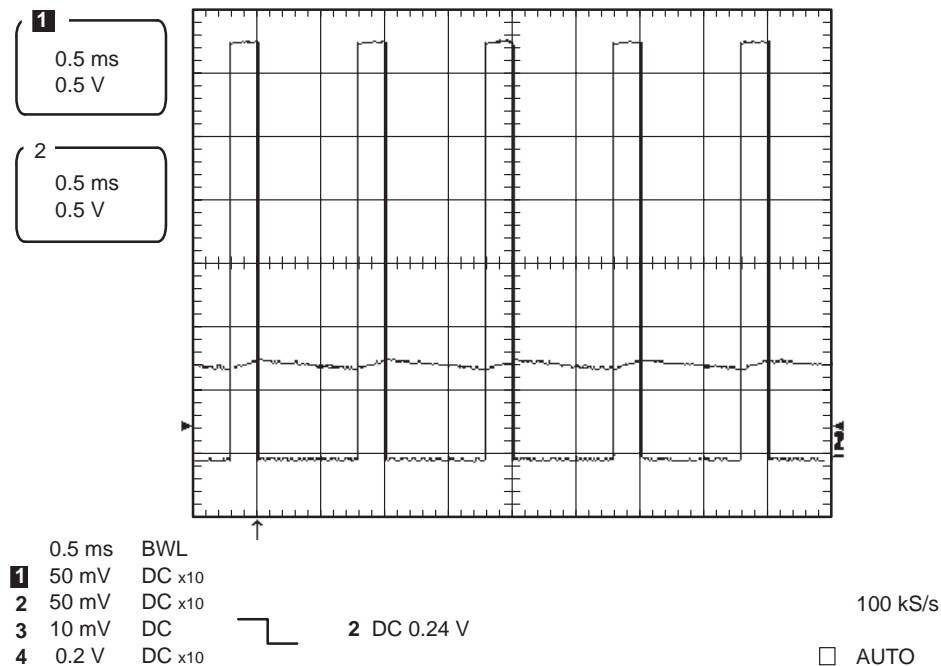 1
0.5 ms
0.5 V
2
0.5 ms
0.5 V
2
↑
0.5 ms BWL
1 50 mV DC x10
2 50 mV DC x10
3 10 mV DC
4 0.2 V DC x10
2 DC 0.24 V
100 kS/s
□ AUTO